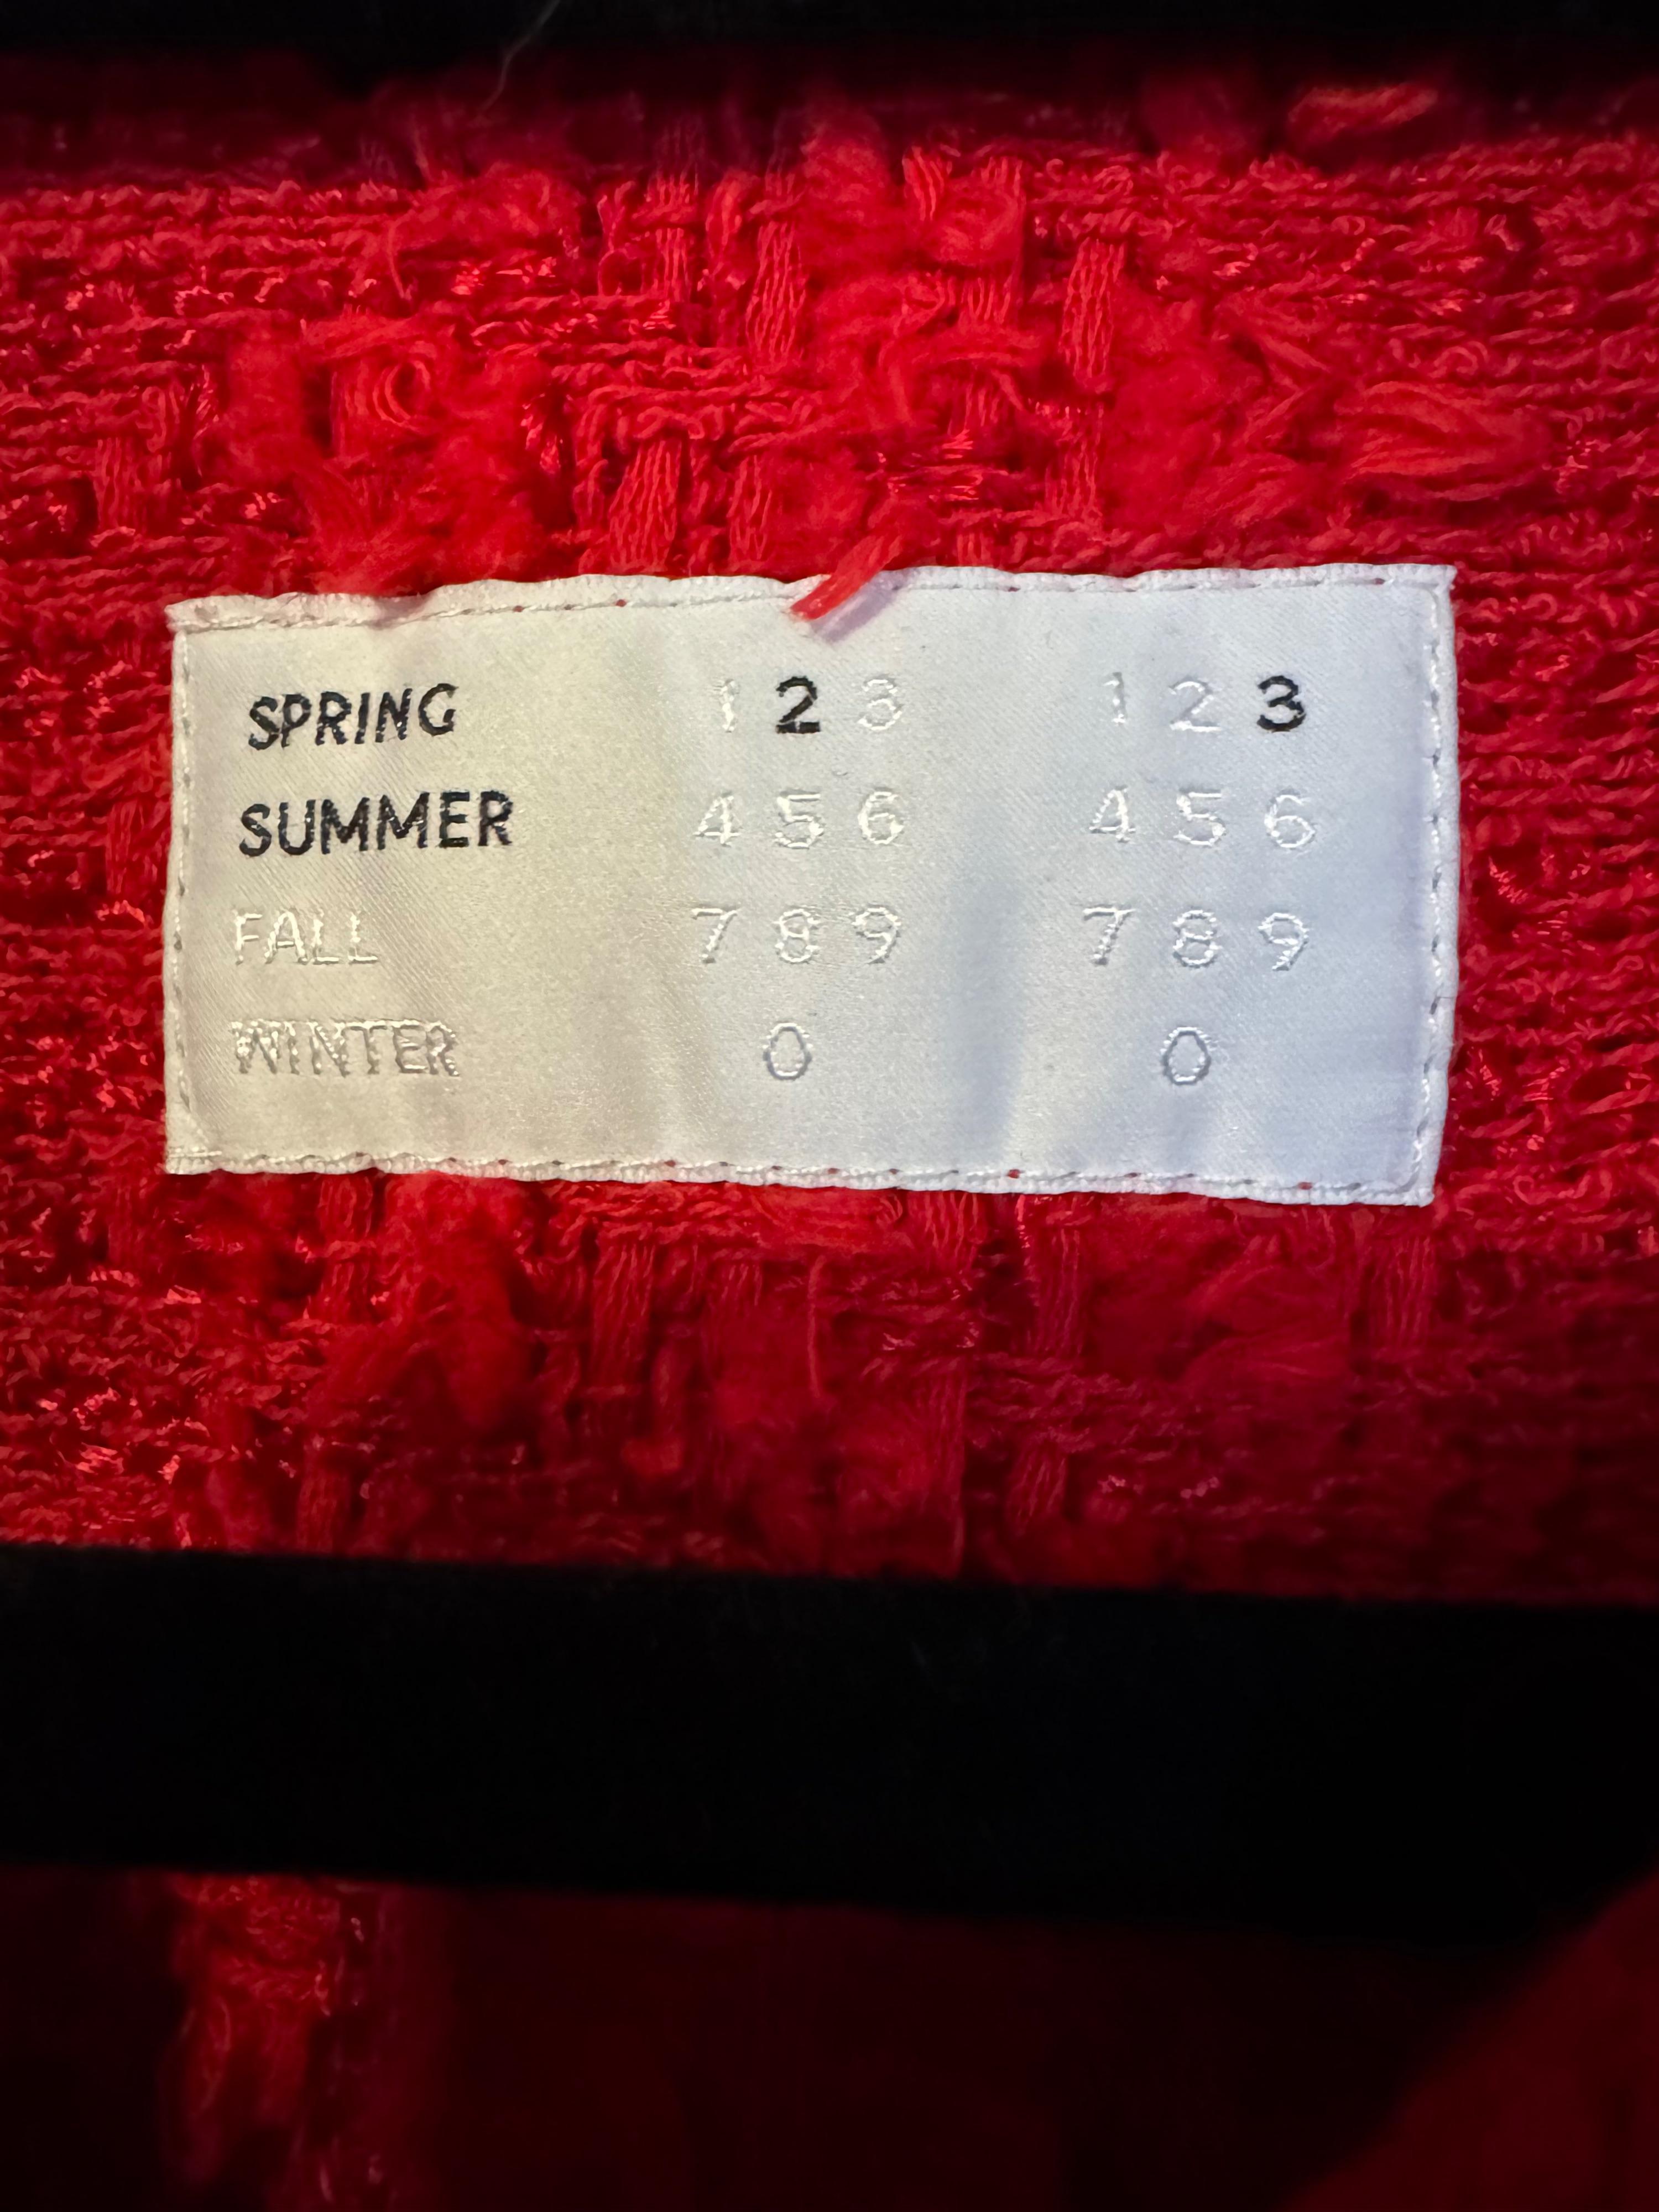 SPRING 1 2 3 1 2 3
SUMMER 4 5 6 4 5 6
FALL 7 8 9 7 8 9
WINTER 0 0